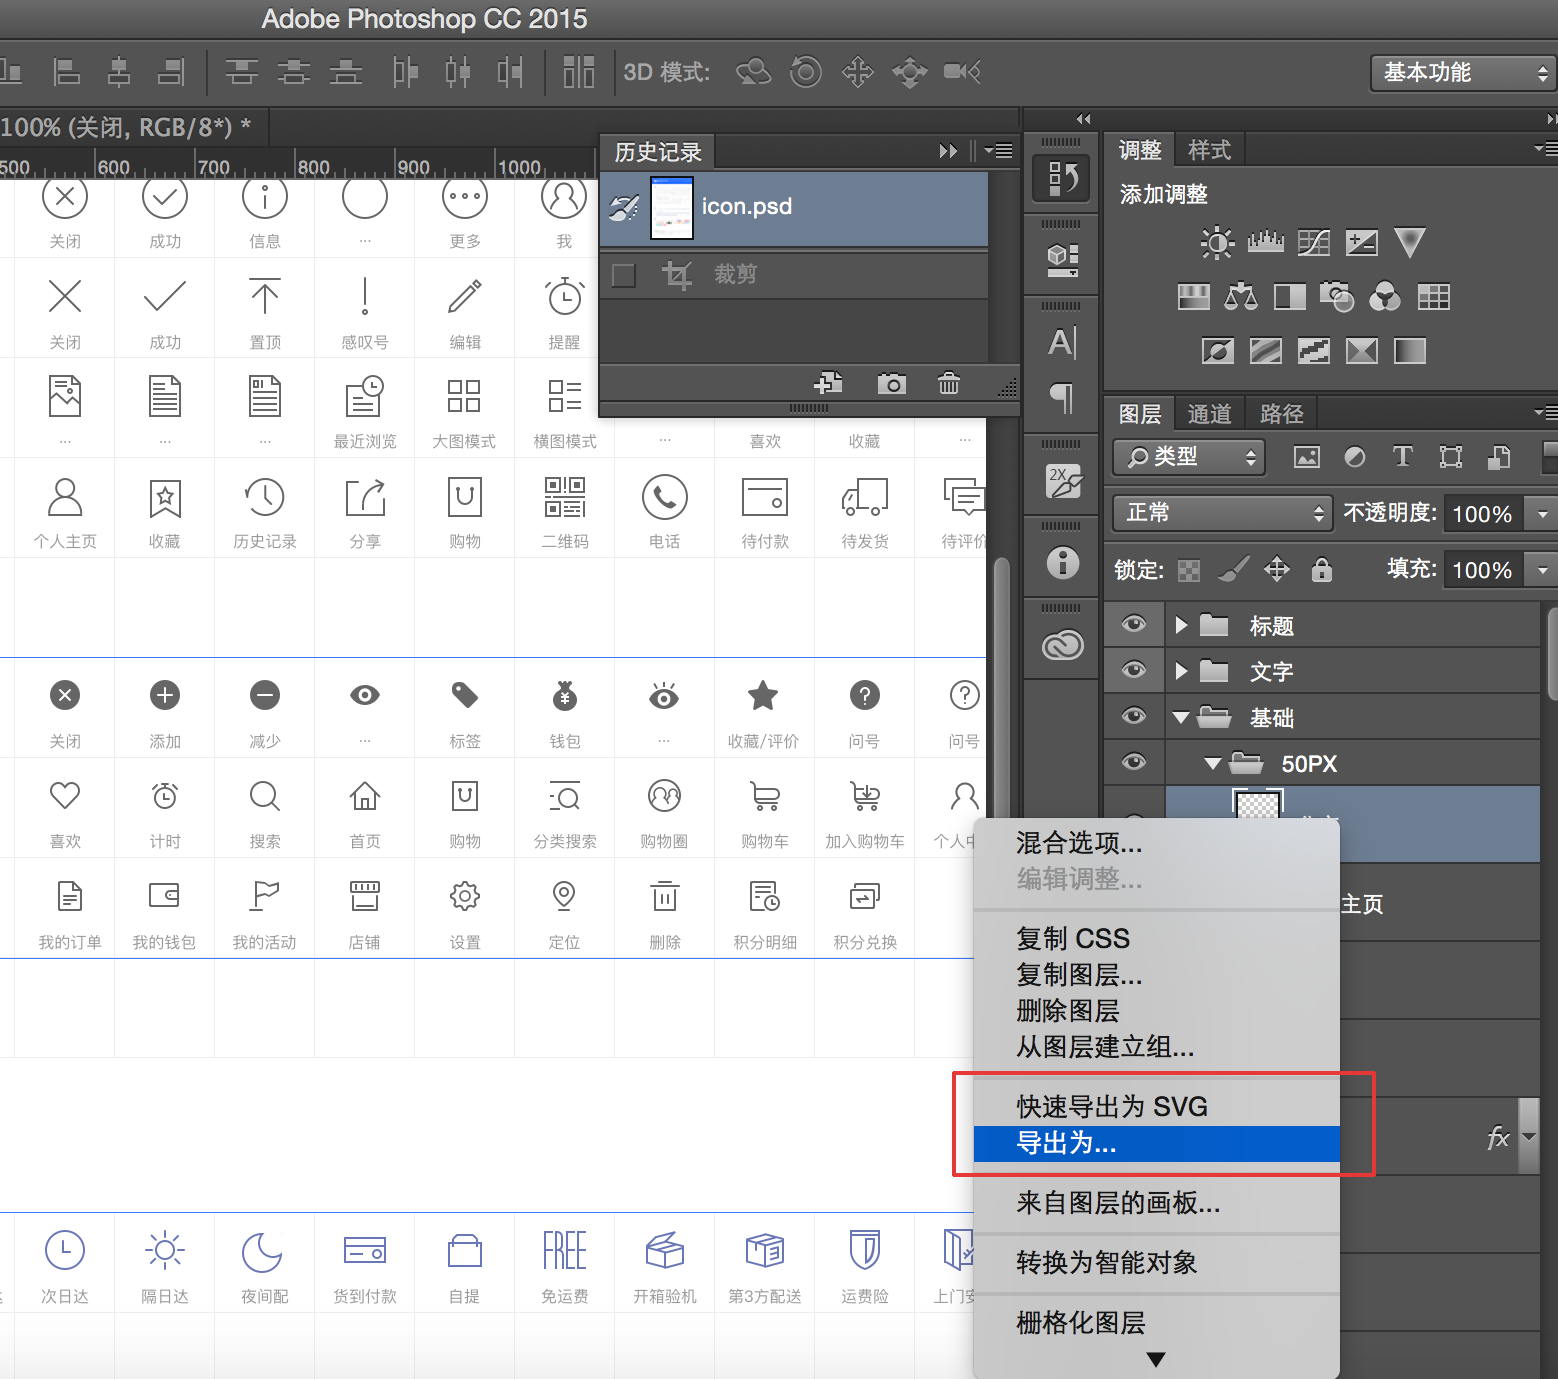 Adobe Photoshop CC 2015
3D 模式:
基本功能
100% (关闭, RGB/8*) *
500 600 700 800 900 1000
历史记录
icon.psd
裁剪
调整 样式
添加调整
图层 通道 路径
类型
正常 不透明度: 100%
锁定: 填充: 100%
标题
文字
基础
50PX
主页
fx
2X
关闭 成功 信息 ... 更多 我
关闭 成功 置顶 感叹号 编辑 提醒
... ... ... 最近浏览 大图模式 横图模式 ... 喜欢 收藏 ...
个人主页 收藏 历史记录 分享 购物 二维码 电话 待付款 待发货 待评价
关闭 添加 减少 ... 标签 钱包 ... 收藏/评价 问号 问号
喜欢 计时 搜索 首页 购物 分类搜索 购物圈 购物车 加入购物车 个人中
我的订单 我的钱包 我的活动 店铺 设置 定位 删除 积分明细 积分兑换
FREE
次日达 隔日达 夜间配 货到付款 自提 免运费 开箱验机 第3方配送 运费险 上门安
混合选项...
编辑调整...
复制 CSS
复制图层...
删除图层
从图层建立组...
快速导出为 SVG
导出为...
来自图层的画板...
转换为智能对象
栅格化图层